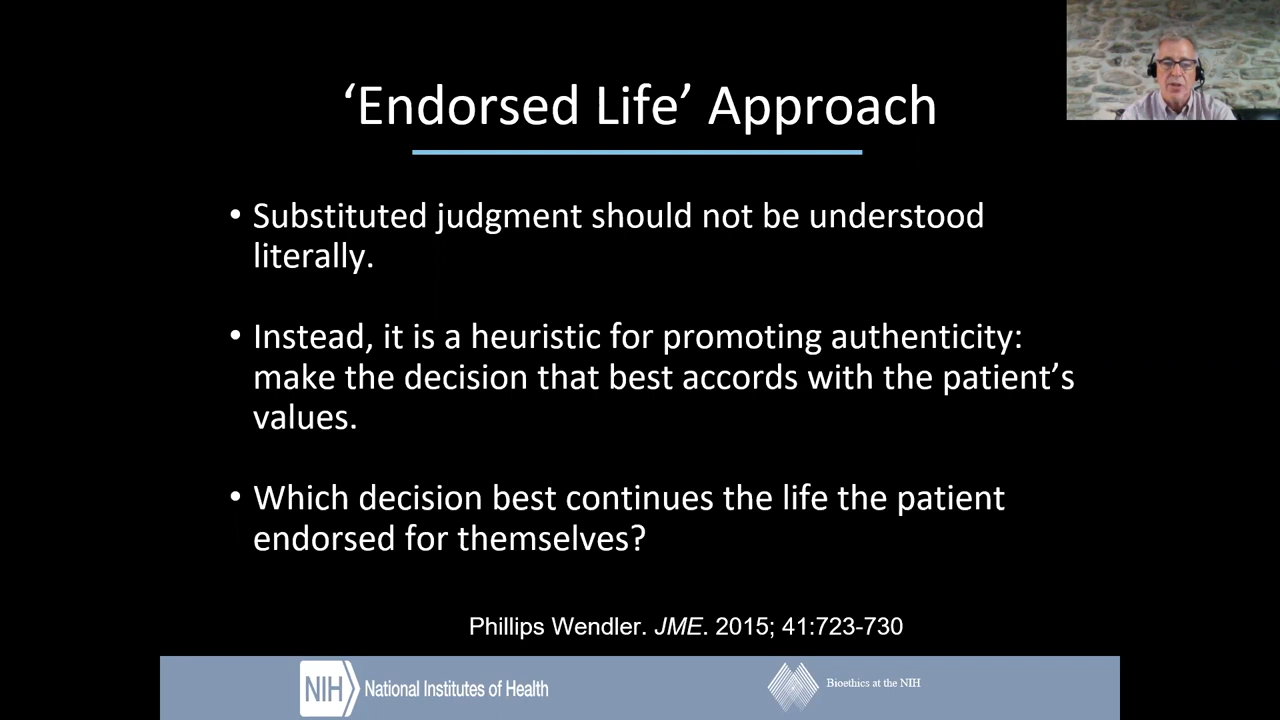 ‘Endorsed Life’ Approach
• Substituted judgment should not be understood
literally.
• Instead, it is a heuristic for promoting authenticity:
make the decision that best accords with the patient’s
values.
• Which decision best continues the life the patient
endorsed for themselves?
Phillips Wendler. JME. 2015; 41:723-730
NIH National Institutes of Health
Bioethics at the NIH